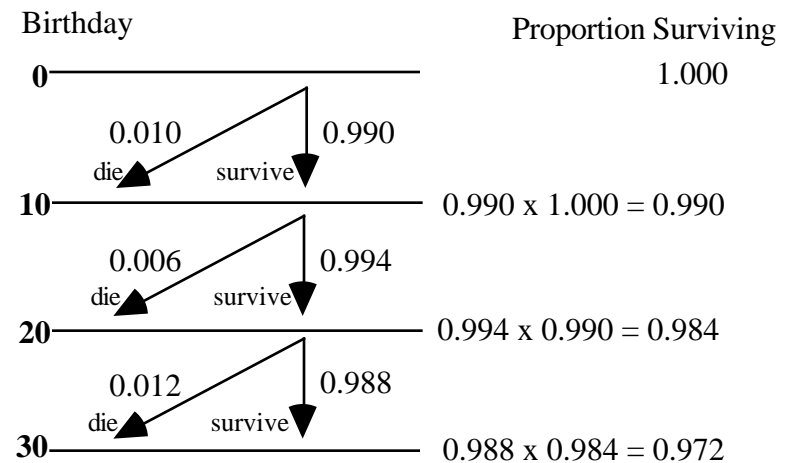 Birthday
Proportion Surviving
0
1.000
0.010
0.990
die
survive
10
0.990 x 1.000 = 0.990
0.006
0.994
die
survive
20
0.994 x 0.990 = 0.984
0.012
0.988
die
survive
30
0.988 x 0.984 = 0.972